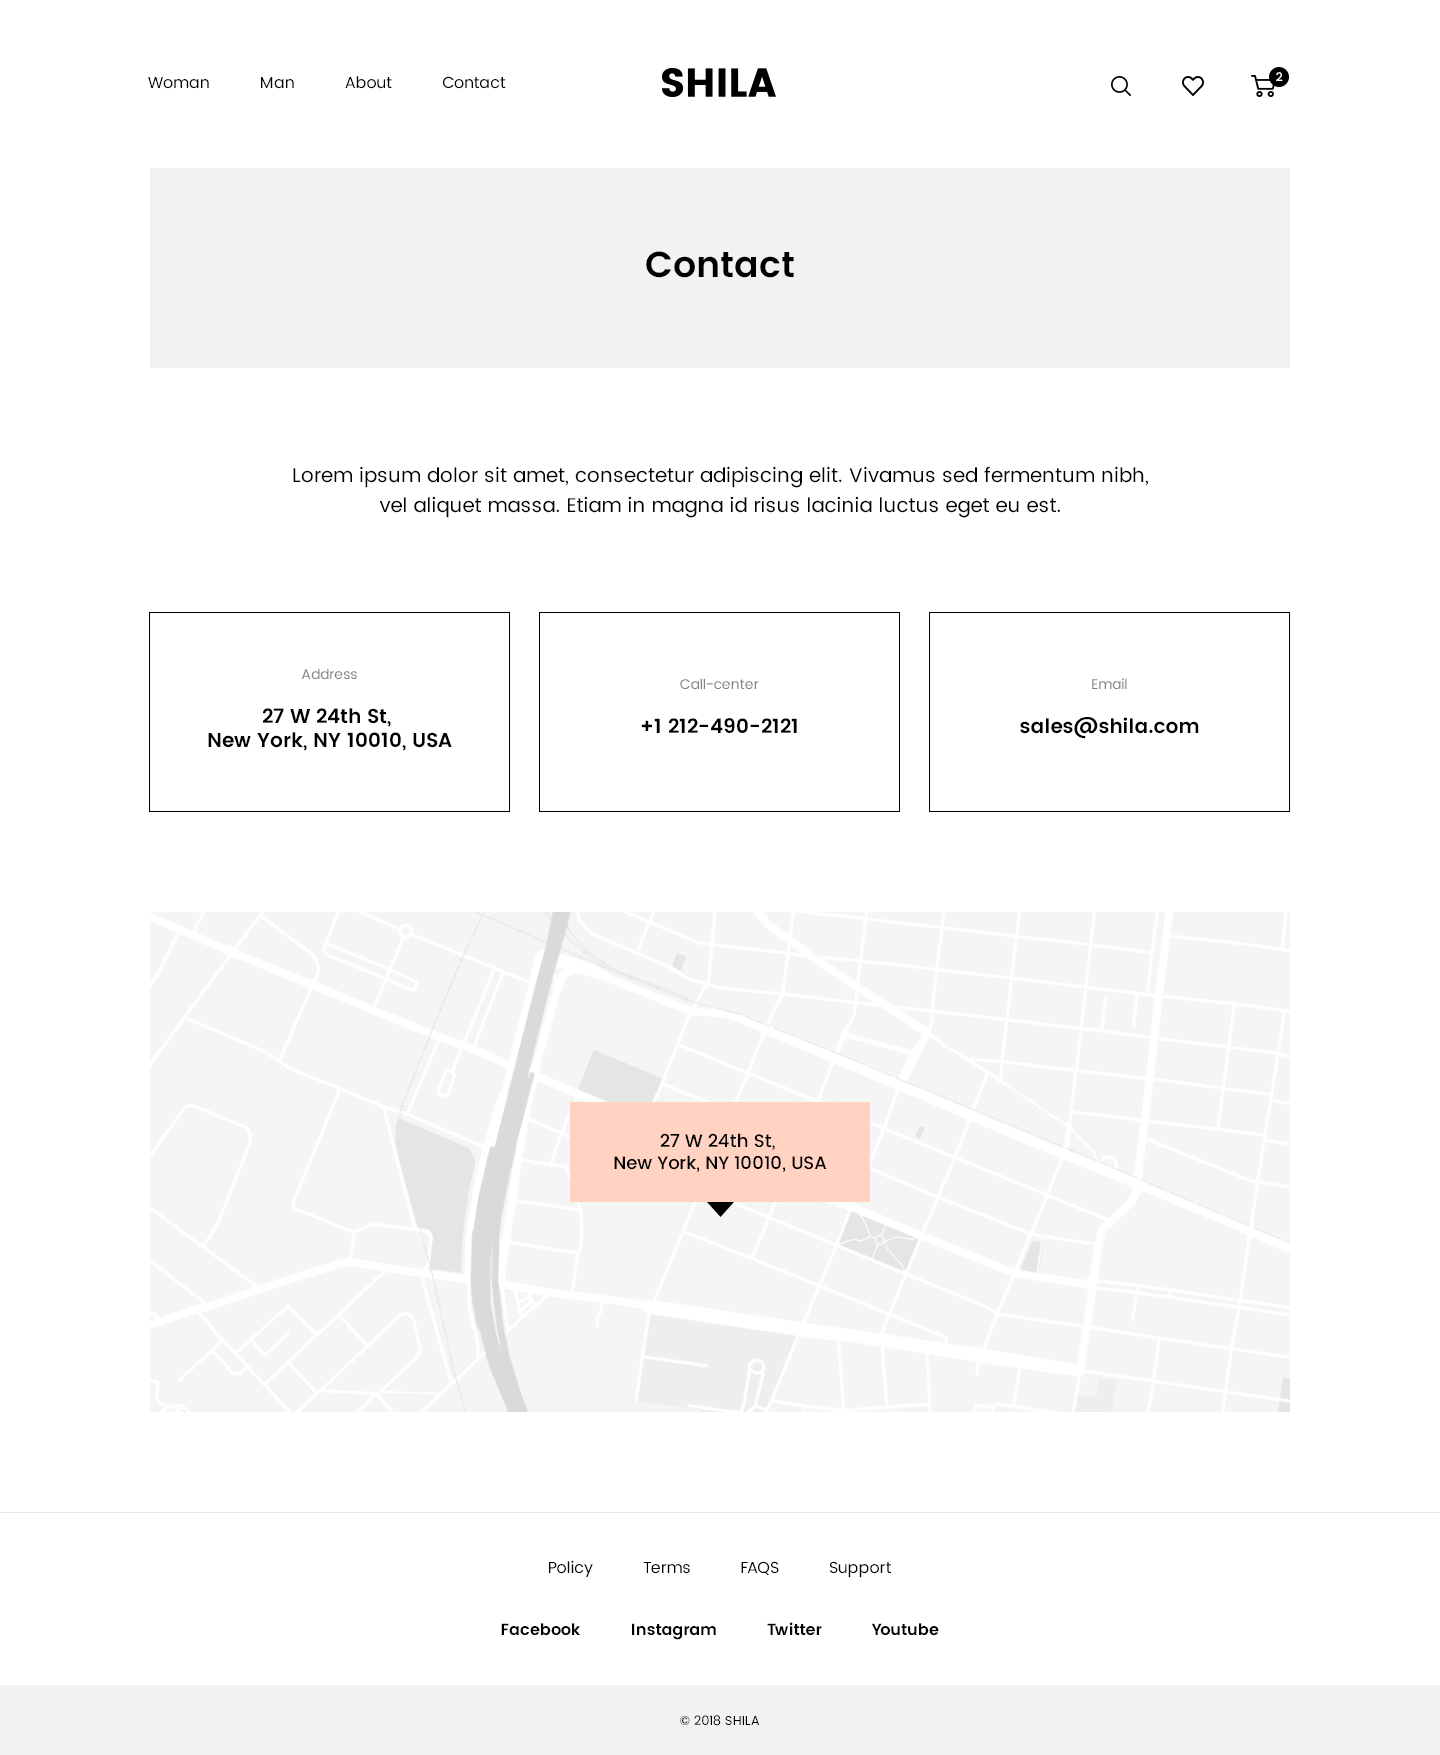 Woman Man About Contact SHILA 2
Contact
Lorem ipsum dolor sit amet, consectetur adipiscing elit. Vivamus sed fermentum nibh,
vel aliquet massa. Etiam in magna id risus lacinia luctus eget eu est.
Address
27 W 24th St,
New York, NY 10010, USA
Call-center
+1 212-490-2121
Email
sales@shila.com
27 W 24th St,
New York, NY 10010, USA
Policy Terms FAQS Support
Facebook Instagram Twitter Youtube
© 2018 SHILA